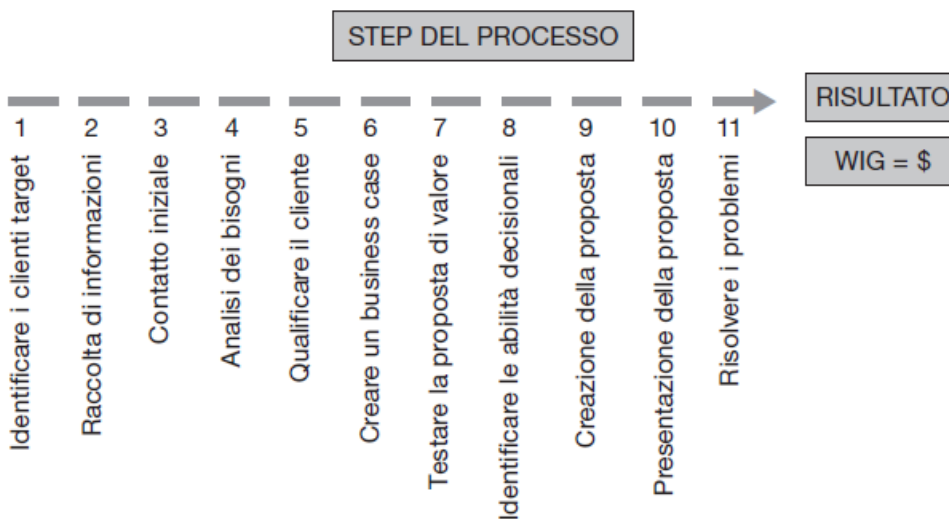 STEP DEL PROCESSO
RISULTATO
WIG = $
1
Identificare i clienti target
2
Raccolta di informazioni
3
Contatto iniziale
4
Analisi dei bisogni
5
Qualificare il cliente
6
Creare un business case
7
Testare la proposta di valore
8
Identificare le abilità decisionali
9
Creazione della proposta
10
Presentazione della proposta
11
Risolvere i problemi